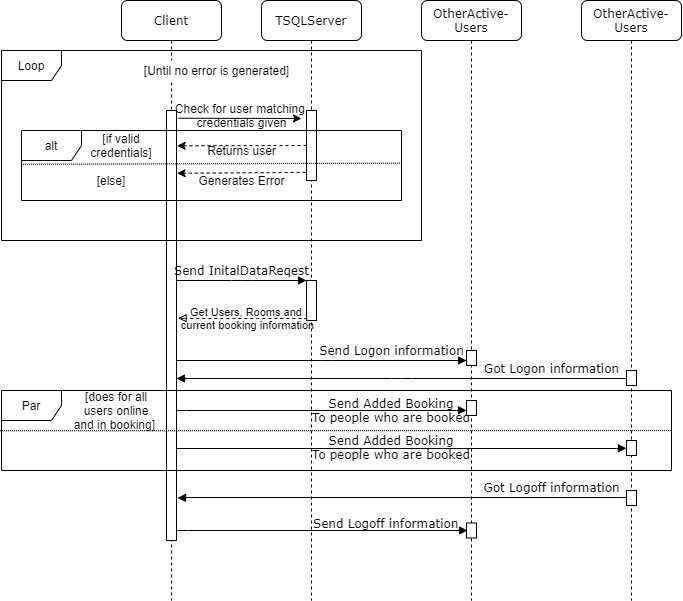 Client
TSQLServer
OtherActive-
Users
OtherActive-
Users
Loop
[Until no error is generated]
Check for user matching
credentials given
alt
[if valid
credentials]
Returns user
[else]
Generates Error
Send InitalDataReqest
Get Users, Rooms and
current booking information
Send Logon information
Got Logon information
Par
[does for all
users online
and in booking]
Send Added Booking
To people who are booked
Send Added Booking
To people who are booked
Got Logoff information
Send Logoff information